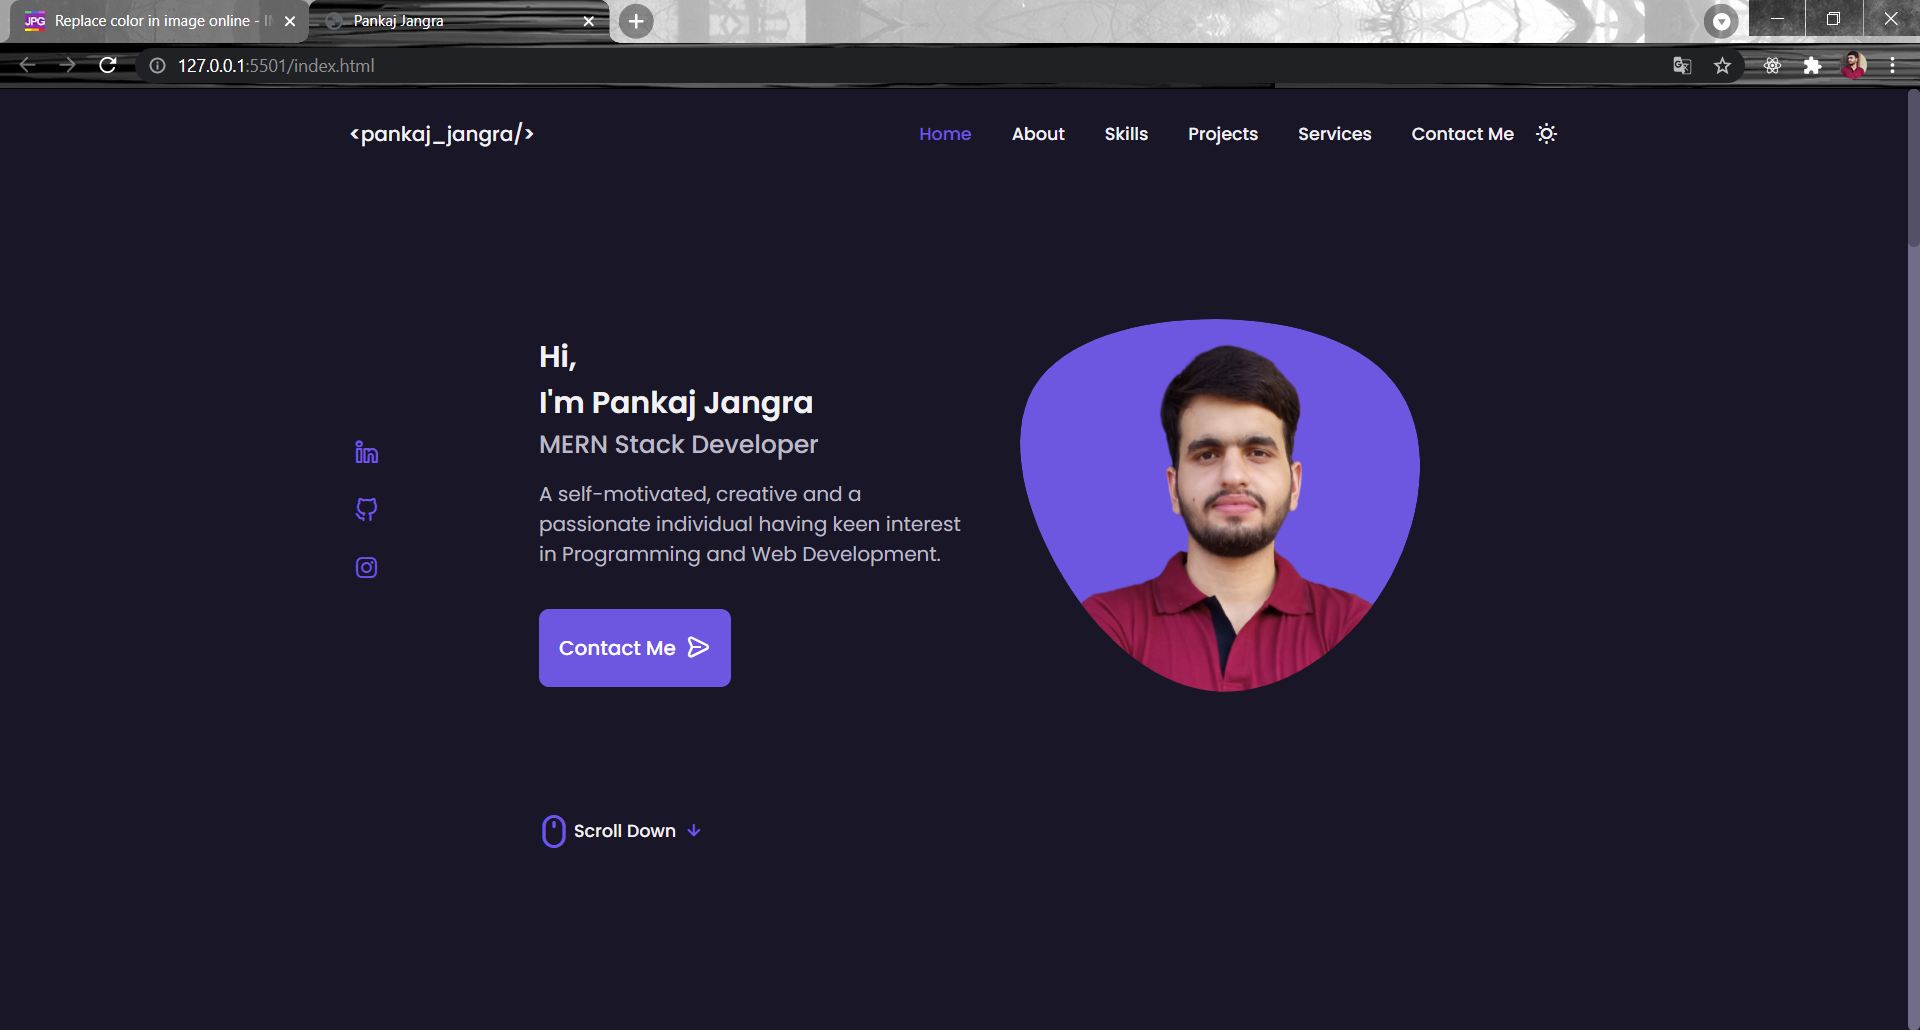 JPG
Replace color in image online -
Pankaj Jangra
127.0.0.1:5501/index.html
<pankaj_jangra/>
Home
About
Skills
Projects
Services
Contact Me
Hi,
I'm Pankaj Jangra
MERN Stack Developer
A self-motivated, creative and a
passionate individual having keen interest
in Programming and Web Development.
Contact Me
Scroll Down